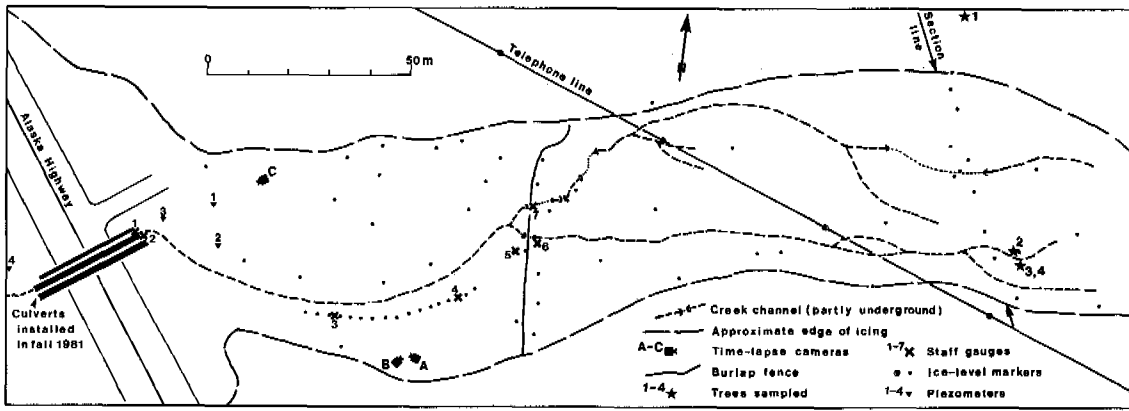 1
Section
line
0
50 m
Telephone line
Alaska Highway
C
1
3
1
2
2
4
7
5
6
2
3,4
4
3
B
A
Culverts
installed
in fall 1981
Creek channel (partly underground)
Approximate edge of icing
A-C Time-lapse cameras
1-7 Staff gauges
Burlap fence
Ice-level markers
1-4 Trees sampled
1-4 Piezometers